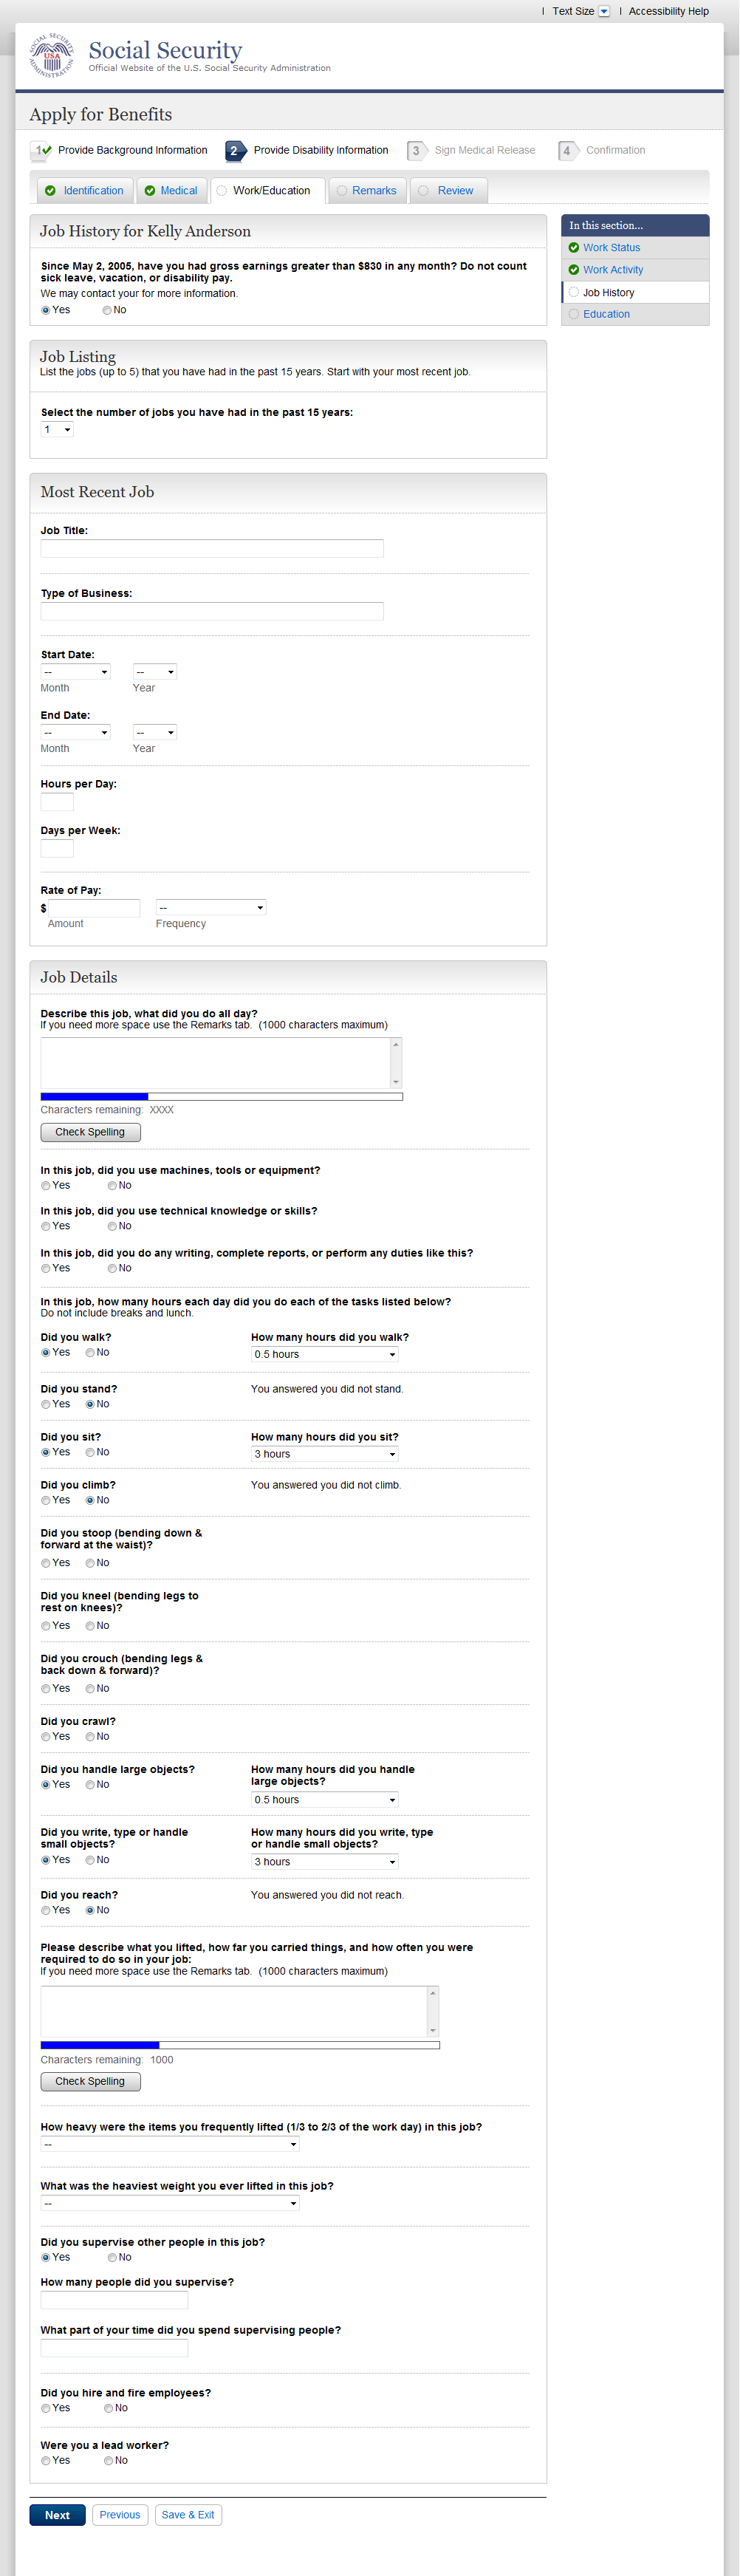 Text Size
Accessibility Help
SOCIAL SECURITY ADMINISTRATION
USA
Social Security
Official Website of the U.S. Social Security Administration
Apply for Benefits
1 Provide Background Information
2 Provide Disability Information
3 Sign Medical Release
4 Confirmation
Identification
Medical
Work/Education
Remarks
Review
Job History for Kelly Anderson
Since May 2, 2005, have you had gross earnings greater than $830 in any month? Do not count
sick leave, vacation, or disability pay.
We may contact your for more information.
Yes No
In this section...
Work Status
Work Activity
Job History
Education
Job Listing
List the jobs (up to 5) that you have had in the past 15 years. Start with your most recent job.
Select the number of jobs you have had in the past 15 years:
1
Most Recent Job
Job Title:
Type of Business:
Start Date:
-- --
Month Year
End Date:
-- --
Month Year
Hours per Day:
Days per Week:
Rate of Pay:
$ --
Amount Frequency
Job Details
Describe this job, what did you do all day?
If you need more space use the Remarks tab. (1000 characters maximum)
Characters remaining: XXXX
Check Spelling
In this job, did you use machines, tools or equipment?
Yes No
In this job, did you use technical knowledge or skills?
Yes No
In this job, did you do any writing, complete reports, or perform any duties like this?
Yes No
In this job, how many hours each day did you do each of the tasks listed below?
Do not include breaks and lunch.
Did you walk? How many hours did you walk?
Yes No 0.5 hours
Did you stand? You answered you did not stand.
Yes No
Did you sit? How many hours did you sit?
Yes No 3 hours
Did you climb? You answered you did not climb.
Yes No
Did you stoop (bending down &
forward at the waist)?
Yes No
Did you kneel (bending legs to
rest on knees)?
Yes No
Did you crouch (bending legs &
back down & forward)?
Yes No
Did you crawl?
Yes No
Did you handle large objects? How many hours did you handle
large objects?
Yes No 0.5 hours
Did you write, type or handle How many hours did you write, type
small objects? or handle small objects?
Yes No 3 hours
Did you reach? You answered you did not reach.
Yes No
Please describe what you lifted, how far you carried things, and how often you were
required to do so in your job:
If you need more space use the Remarks tab. (1000 characters maximum)
Characters remaining: 1000
Check Spelling
How heavy were the items you frequently lifted (1/3 to 2/3 of the work day) in this job?
--
What was the heaviest weight you ever lifted in this job?
--
Did you supervise other people in this job?
Yes No
How many people did you supervise?
What part of your time did you spend supervising people?
Did you hire and fire employees?
Yes No
Were you a lead worker?
Yes No
Next Previous Save & Exit